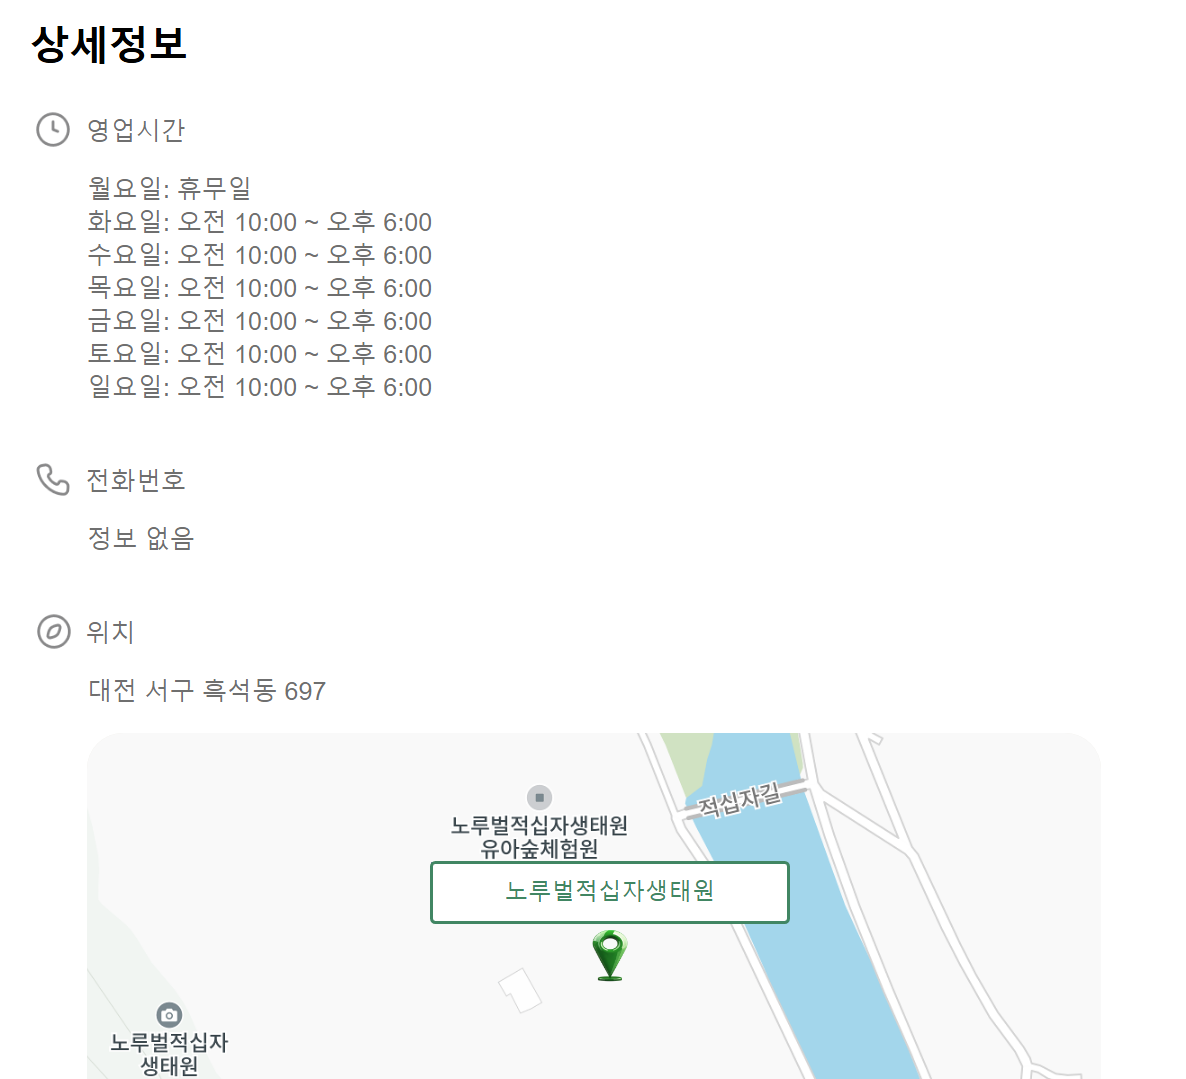 상세정보
영업시간
월요일: 휴무일
화요일: 오전 10:00 ~ 오후 6:00
수요일: 오전 10:00 ~ 오후 6:00
목요일: 오전 10:00 ~ 오후 6:00
금요일: 오전 10:00 ~ 오후 6:00
토요일: 오전 10:00 ~ 오후 6:00
일요일: 오전 10:00 ~ 오후 6:00
전화번호
정보 없음
위치
대전 서구 흑석동 697
적십자길
노루벌적십자생태원
유아숲체험원
노루벌적십자생태원
노루벌적십자
생태원